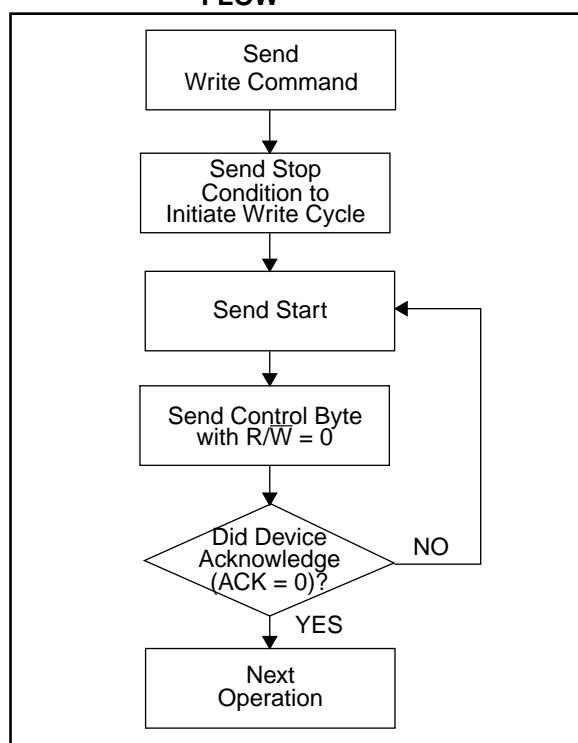 Send
Write Command
Send Stop
Condition to
Initiate Write Cycle
Send Start
Send Control Byte
with R/W̅ = 0
Did Device
Acknowledge
(ACK = 0)?
NO
YES
Next
Operation